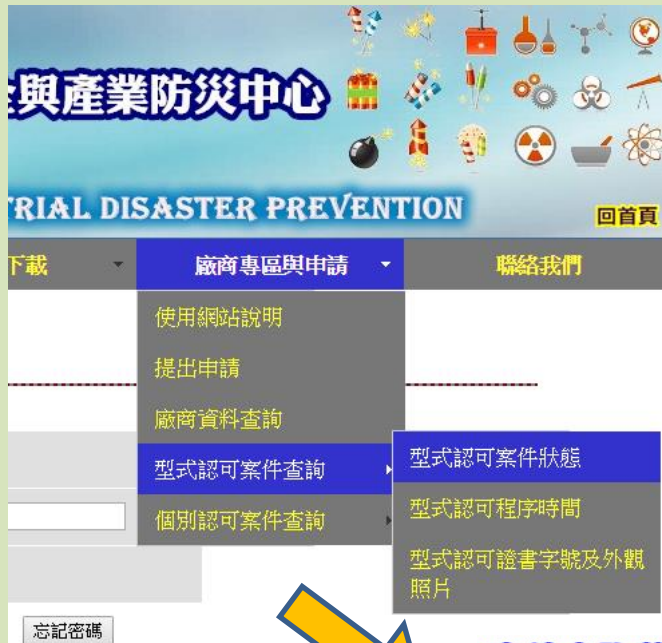 與產業防災中心
RIAL DISASTER PREVENTION
回首頁
下載
廠商專區與申請
聯絡我們
使用網站說明
提出申請
廠商資料查詢
型式認可案件查詢
型式認可案件狀態
個別認可案件查詢
型式認可程序時間
型式認可證書字號及外觀
照片
忘記密碼